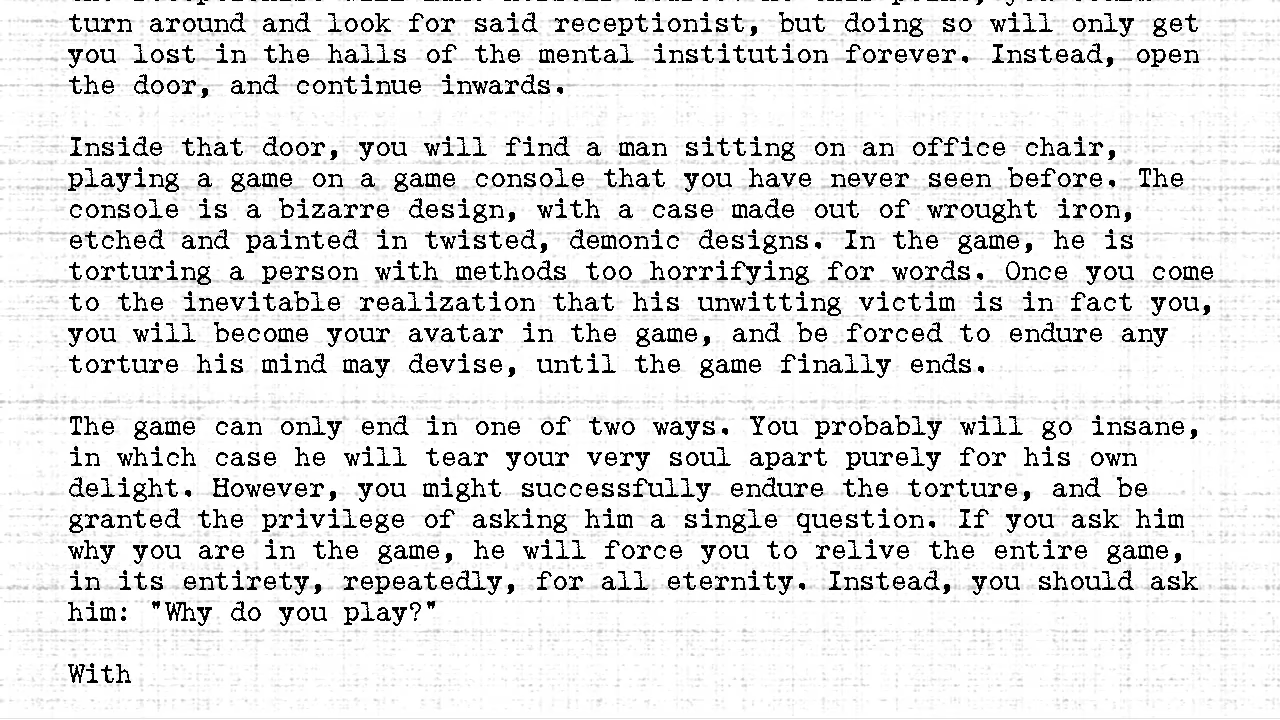 turn around and look for said receptionist, but doing so will only get
you lost in the halls of the mental institution forever. Instead, open
the door, and continue inwards.
Inside that door, you will find a man sitting on an office chair,
playing a game on a game console that you have never seen before. The
console is a bizarre design, with a case made out of wrought iron,
etched and painted in twisted, demonic designs. In the game, he is
torturing a person with methods too horrifying for words. Once you come
to the inevitable realization that his unwitting victim is in fact you,
you will become your avatar in the game, and be forced to endure any
torture his mind may devise, until the game finally ends.
The game can only end in one of two ways. You probably will go insane,
in which case he will tear your very soul apart purely for his own
delight. However, you might successfully endure the torture, and be
granted the privilege of asking him a single question. If you ask him
why you are in the game, he will force you to relive the entire game,
in its entirety, repeatedly, for all eternity. Instead, you should ask
him: "Why do you play?"
With